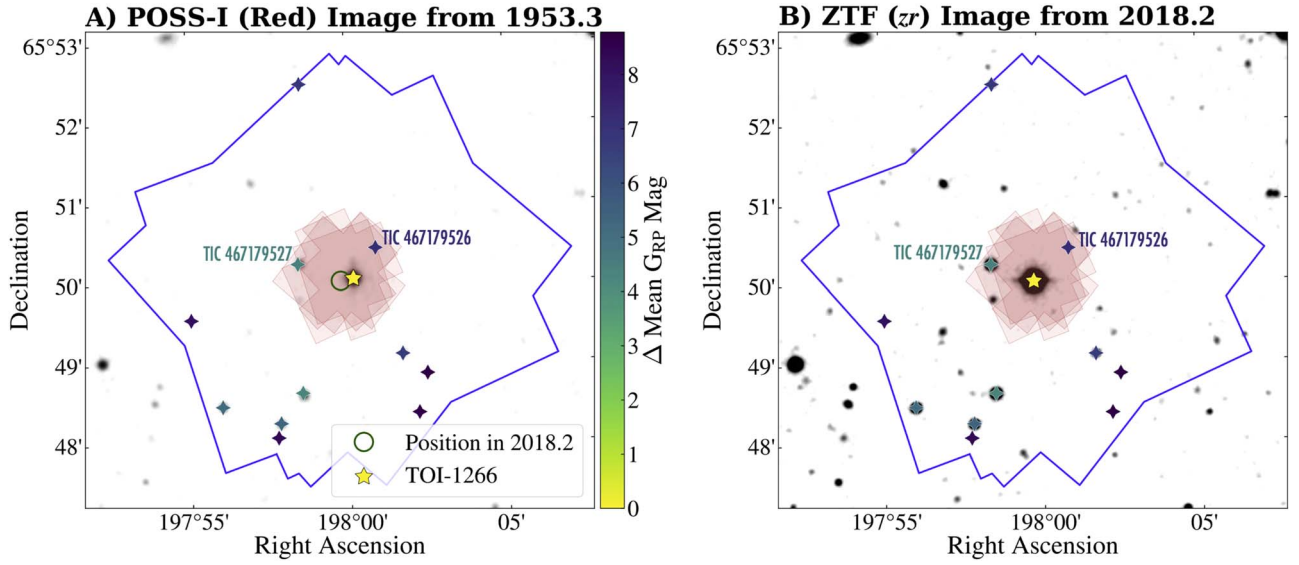 A) POSS-I (Red) Image from 1953.3
65°53'
52'
51'
50'
49'
48'
Declination
TIC 467179526
TIC 467179527
Position in 2018.2
TOI-1266
197°55'
198°00'
05'
Right Ascension
8
7
6
5
4
3
2
1
0
Δ Mean GRP Mag
B) ZTF (zr) Image from 2018.2
65°53'
52'
51'
50'
49'
48'
Declination
TIC 467179526
TIC 467179527
197°55'
198°00'
05'
Right Ascension